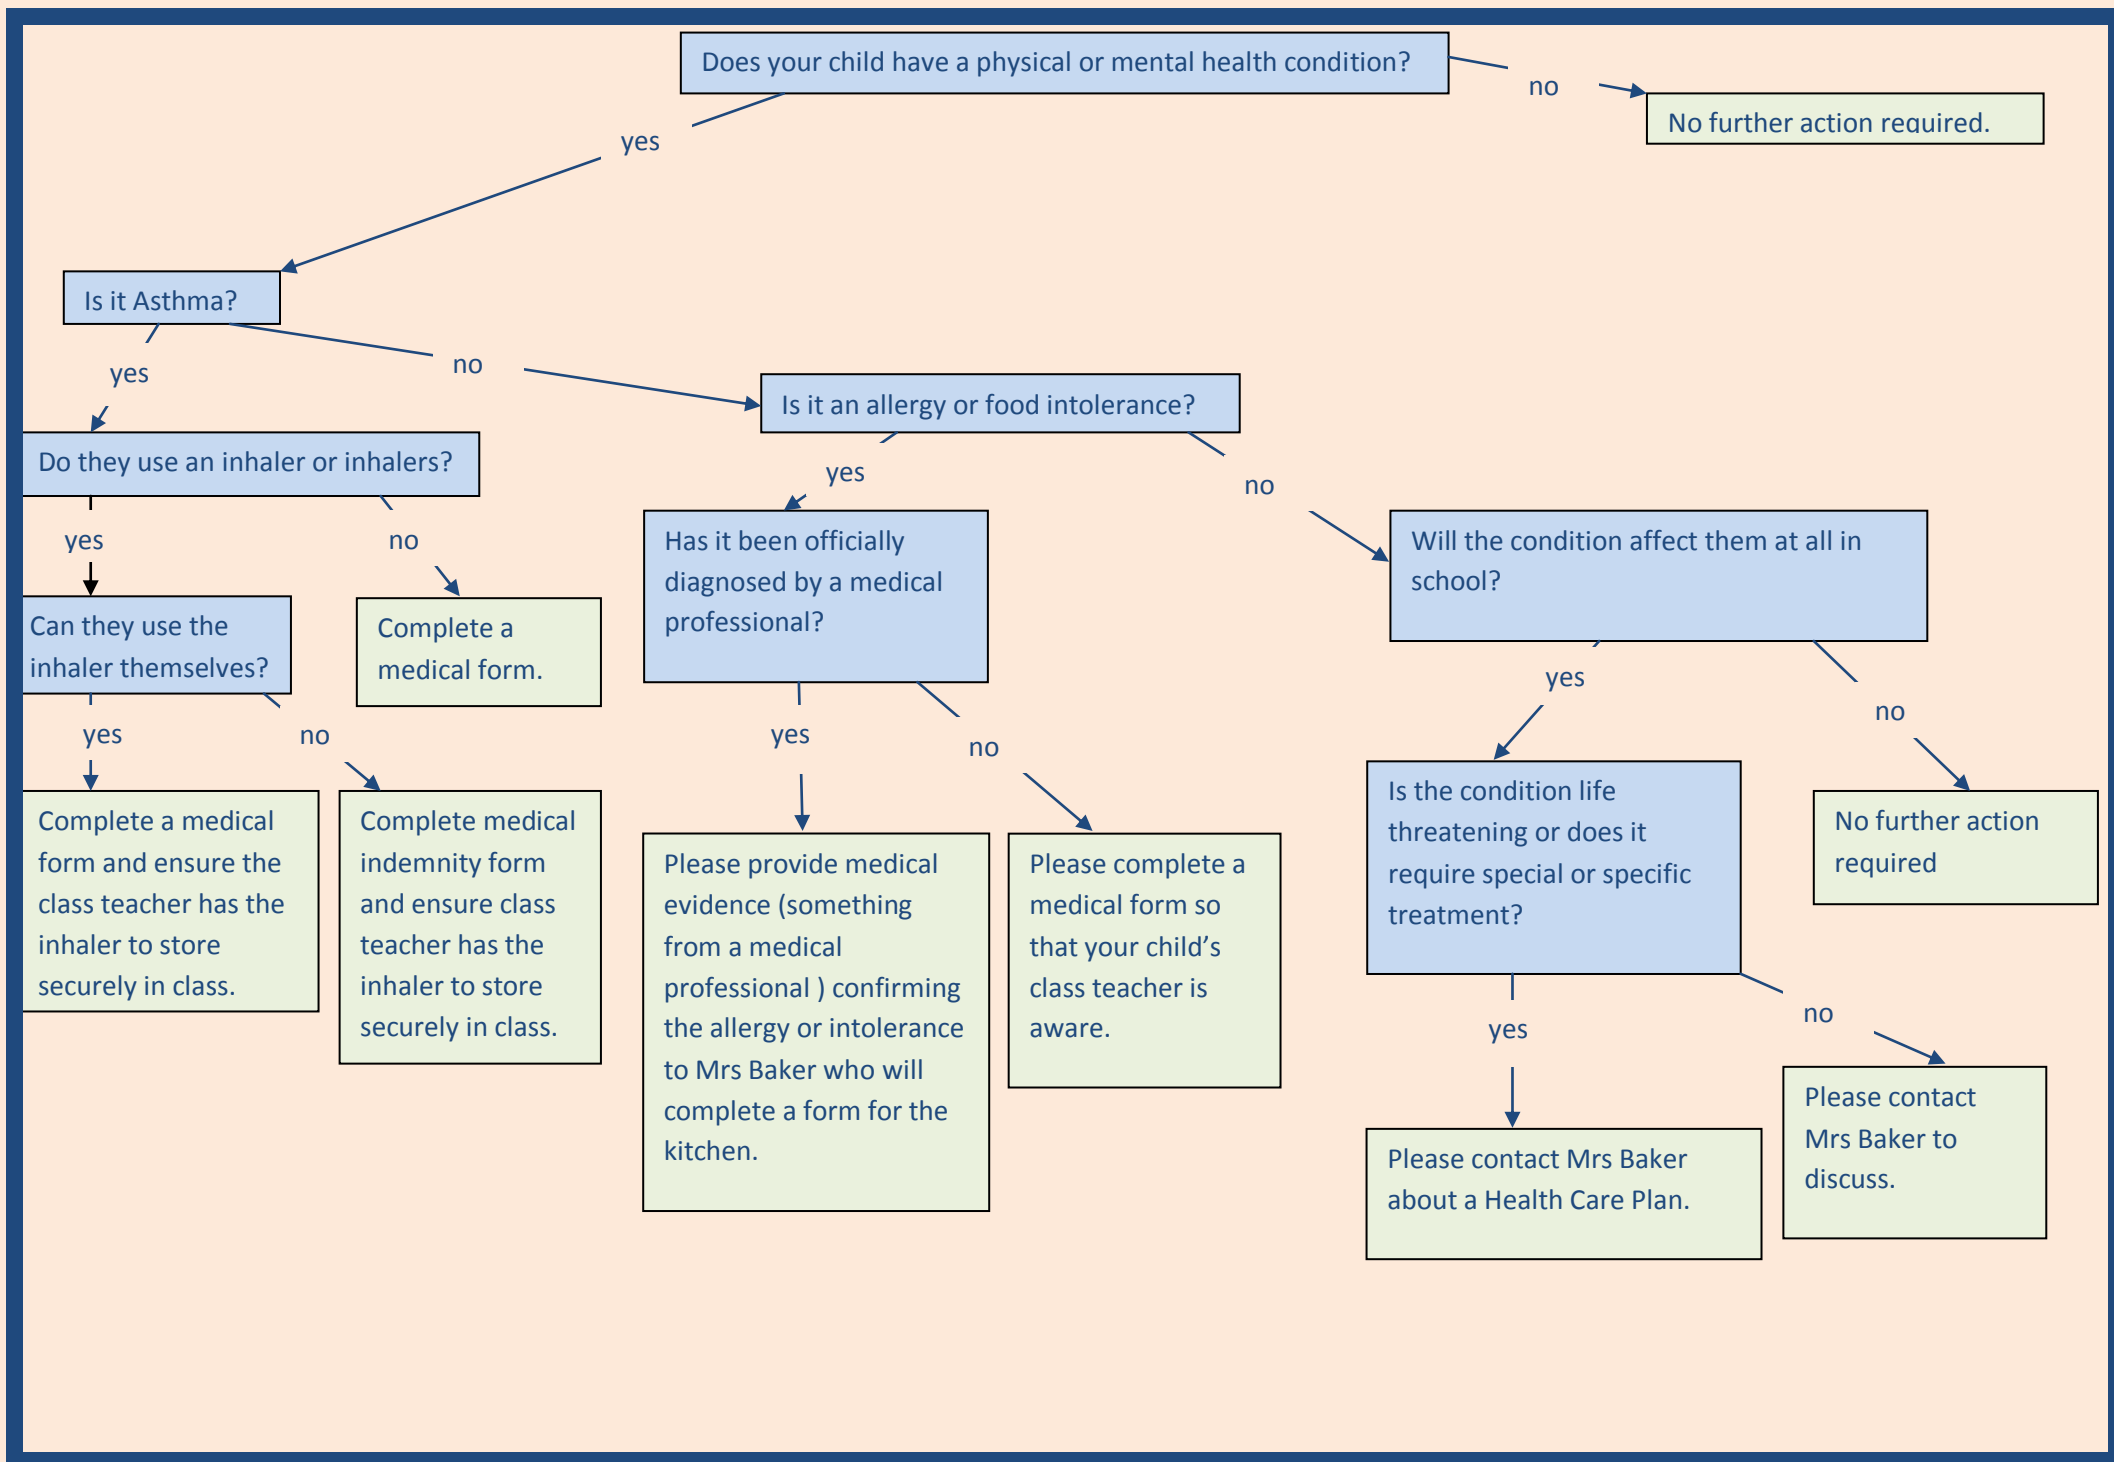 Does your child have a physical or mental health condition?
no
No further action required.
yes
Is it Asthma?
yes
no
Is it an allergy or food intolerance?
Do they use an inhaler or inhalers?
yes
no
yes
no
Has it been officially
diagnosed by a medical
professional?
Will the condition affect them at all in
school?
Can they use the
inhaler themselves?
Complete a
medical form.
yes
no
yes
no
yes
no
Complete a medical
form and ensure the
class teacher has the
inhaler to store
securely in class.
Complete medical
indemnity form
and ensure class
teacher has the
inhaler to store
securely in class.
Please provide medical
evidence (something
from a medical
professional ) confirming
the allergy or intolerance
to Mrs Baker who will
complete a form for the
kitchen.
Please complete a
medical form so
that your child’s
class teacher is
aware.
Is the condition life
threatening or does it
require special or specific
treatment?
No further action
required
yes
no
Please contact Mrs Baker
about a Health Care Plan.
Please contact
Mrs Baker to
discuss.